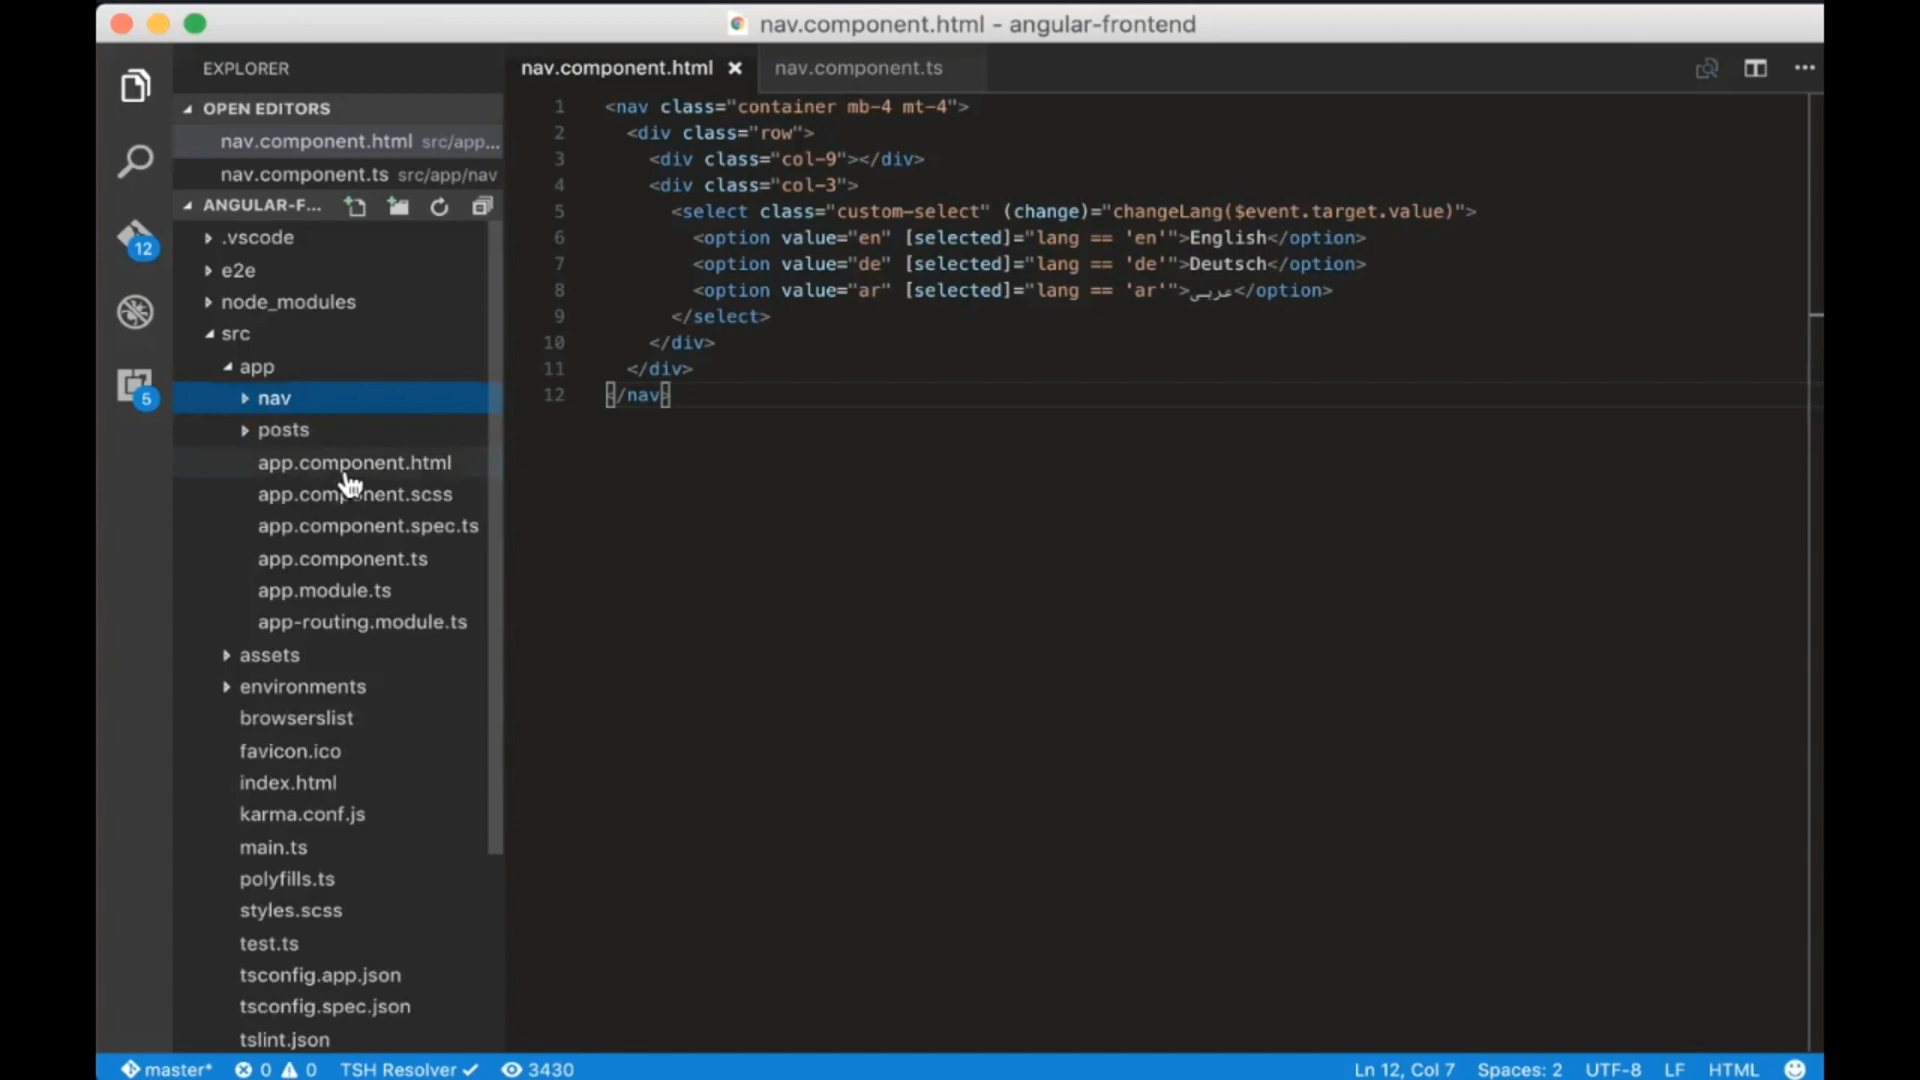 nav.component.html - angular-frontend
EXPLORER
OPEN EDITORS
nav.component.html src/app...
nav.component.ts src/app/nav
ANGULAR-F...
.vscode
e2e
node_modules
src
app
nav
posts
app.component.html
app.component.scss
app.component.spec.ts
app.component.ts
app.module.ts
app-routing.module.ts
assets
environments
browserslist
favicon.ico
index.html
karma.conf.js
main.ts
polyfills.ts
styles.scss
test.ts
tsconfig.app.json
tsconfig.spec.json
tslint.json
12
5
nav.component.html nav.component.ts
1 <nav class="container mb-4 mt-4">
2 <div class="row">
3 <div class="col-9"></div>
4 <div class="col-3">
5 <select class="custom-select" (change)="changeLang($event.target.value)">
6 <option value="en" [selected]="lang == 'en'">English</option>
7 <option value="de" [selected]="lang == 'de'">Deutsch</option>
8 <option value="ar" [selected]="lang == 'ar'">عربى</option>
9 </select>
10 </div>
11 </div>
12 </nav>
master* 0 0 TSH Resolver 3430 Ln 12, Col 7 Spaces: 2 UTF-8 LF HTML